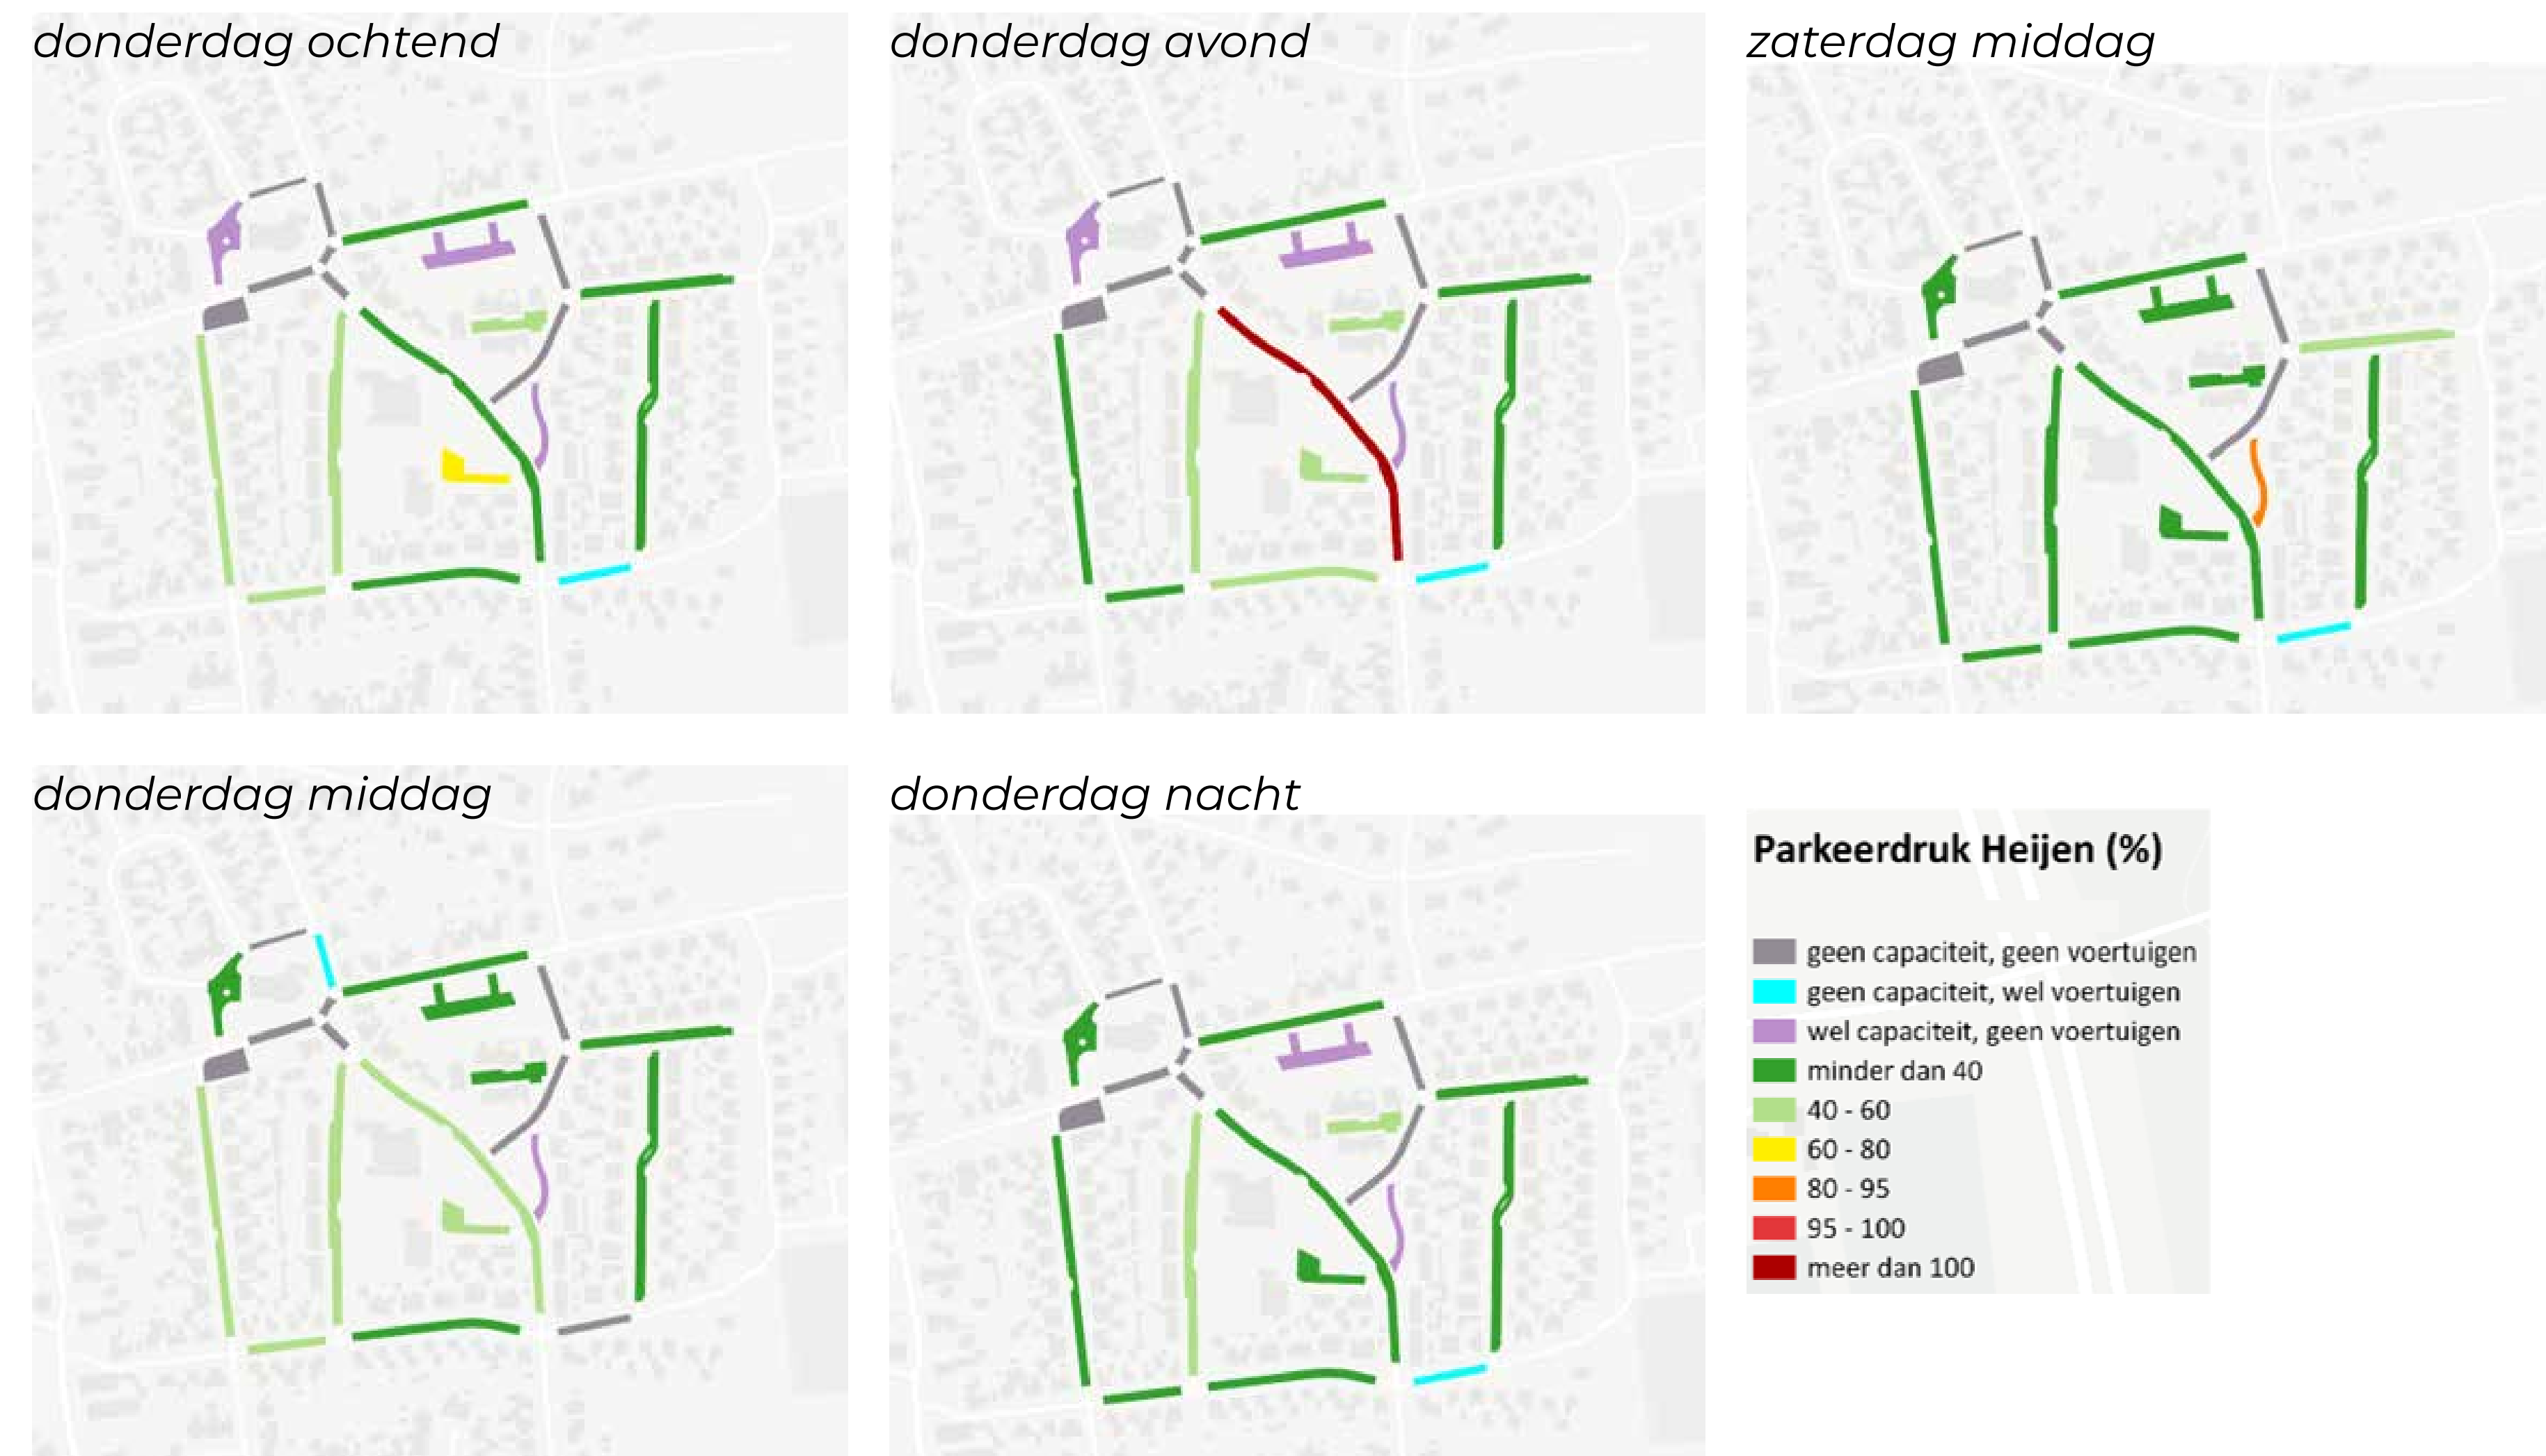 donderdag ochtend
donderdag avond
zaterdag middag
donderdag middag
donderdag nacht
Parkeerdruk Heijen (%)
geen capaciteit, geen voertuigen
geen capaciteit, wel voertuigen
wel capaciteit, geen voertuigen
minder dan 40
40 - 60
60 - 80
80 - 95
95 - 100
meer dan 100